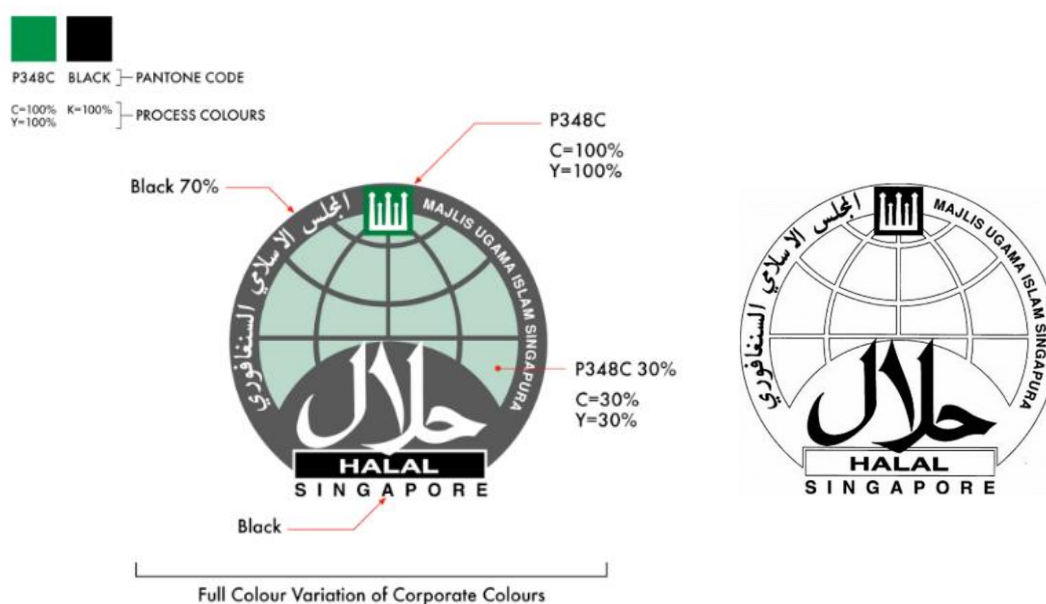 P348C BLACK PANTONE CODE
C=100% K=100% PROCESS COLOURS
Y=100%
P348C
C=100%
Y=100%
Black 70%
المجلس الاسلامي السنغافوري
MAJLIS UGAMA ISLAM SINGAPURA
P348C 30%
C=30%
Y=30%
حلال
HALAL
SINGAPORE
Black
Full Colour Variation of Corporate Colours
المجلس الاسلامي السنغافوري
MAJLIS UGAMA ISLAM SINGAPURA
حلال
HALAL
SINGAPORE